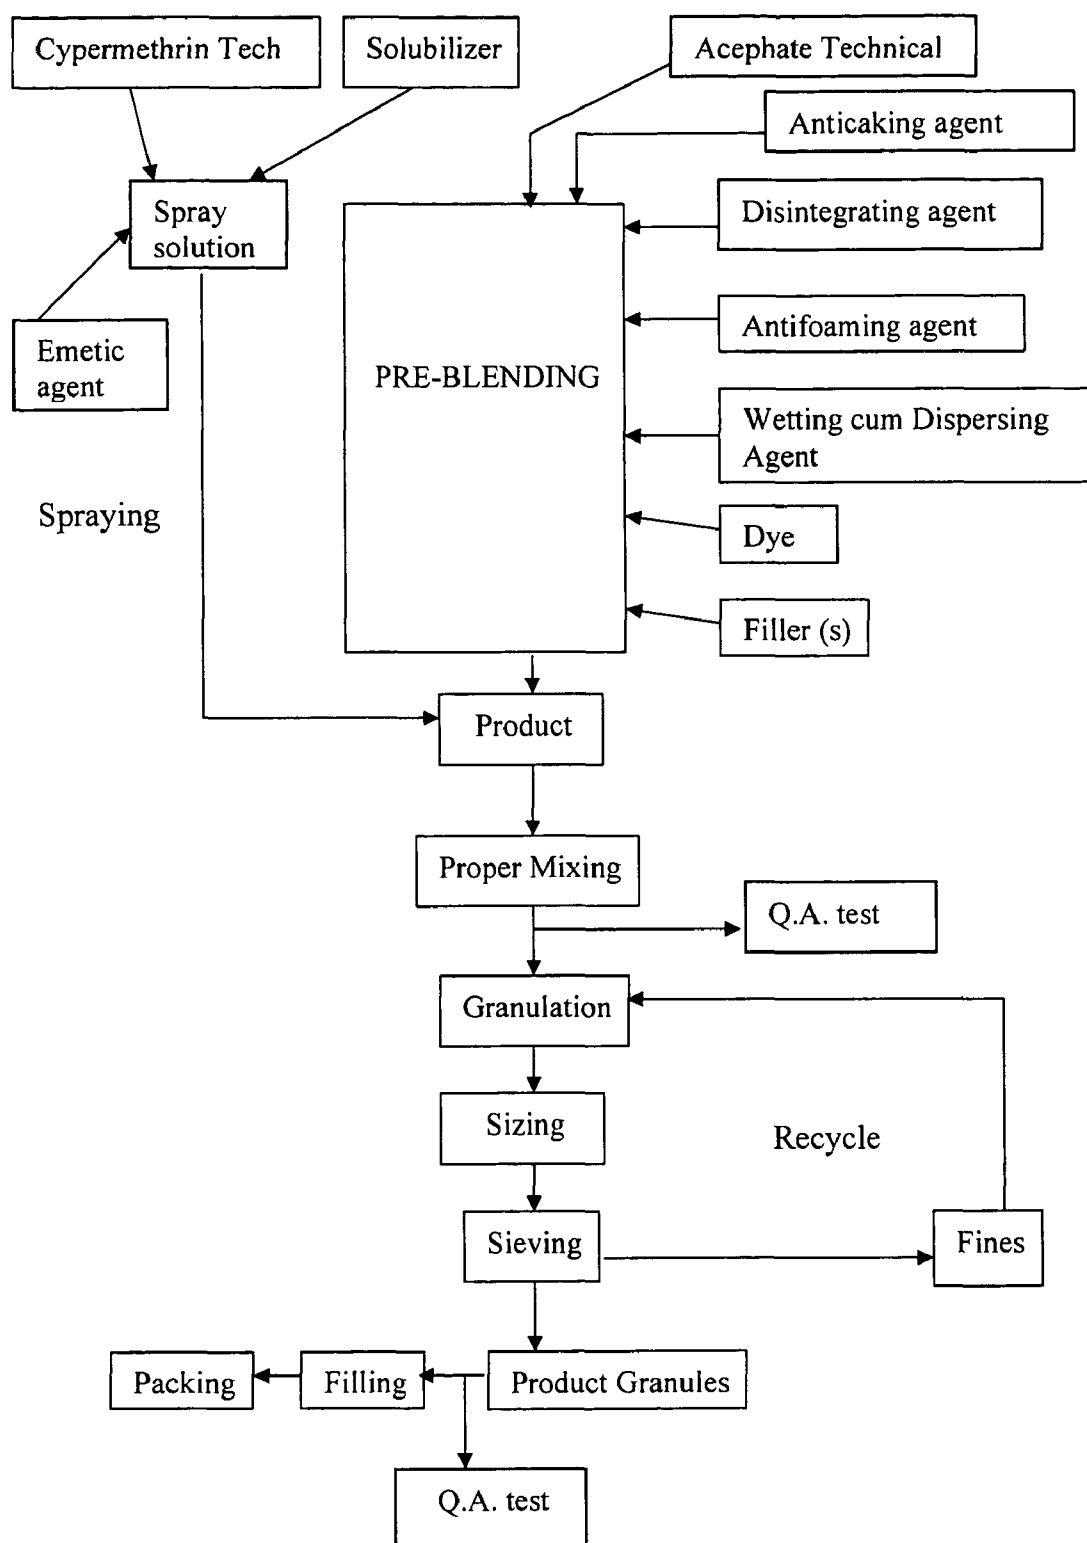 Cypermethrin Tech
Solubilizer
Acephate Technical
Anticaking agent
Spray
solution
Disintegrating agent
Emetic
agent
Antifoaming agent
PRE-BLENDING
Wetting cum Dispersing
Agent
Spraying
Dye
Filler (s)
Product
Proper Mixing
Q.A. test
Granulation
Sizing
Recycle
Sieving
Fines
Packing
Filling
Product Granules
Q.A. test